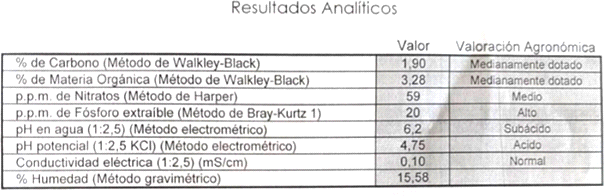 Resultados Analíticos
Valor Valoración Agronómica
% de Carbono (Método de Walkley-Black) 1,90 Medianamente dotado
% de Materia Orgánica (Método de Walkley-Black) 3,28 Medianamente dotado
p.p.m. de Nitratos (Método de Harper) 59 Medio
p.p.m. de Fósforo extraíble (Método de Bray-Kurtz 1) 20 Alto
pH en agua (1:2,5) (Método electrométrico) 6,2 Subácido
pH potencial (1:2,5 KCl) (Método electrométrico) 4,75 Acido
Conductividad eléctrica (1:2,5) (mS/cm) 0,10 Normal
% Humedad (Método gravimétrico) 15,58